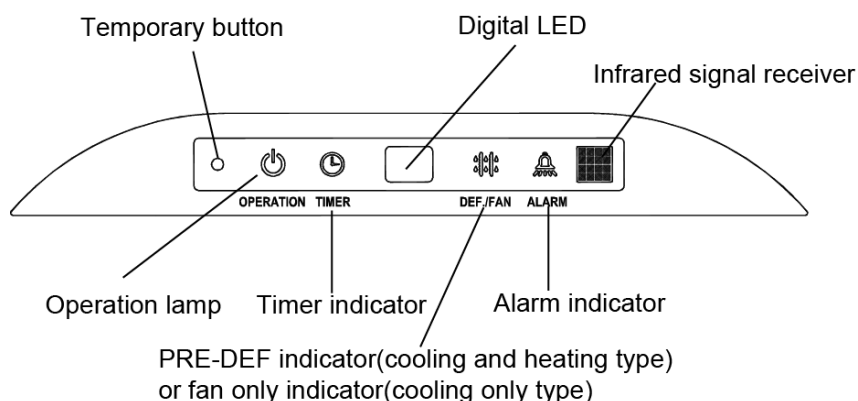 Temporary button
Digital LED
Infrared signal receiver
OPERATION TIMER DEF./FAN ALARM
Operation lamp
Timer indicator
Alarm indicator
PRE-DEF indicator(cooling and heating type)
or fan only indicator(cooling only type)